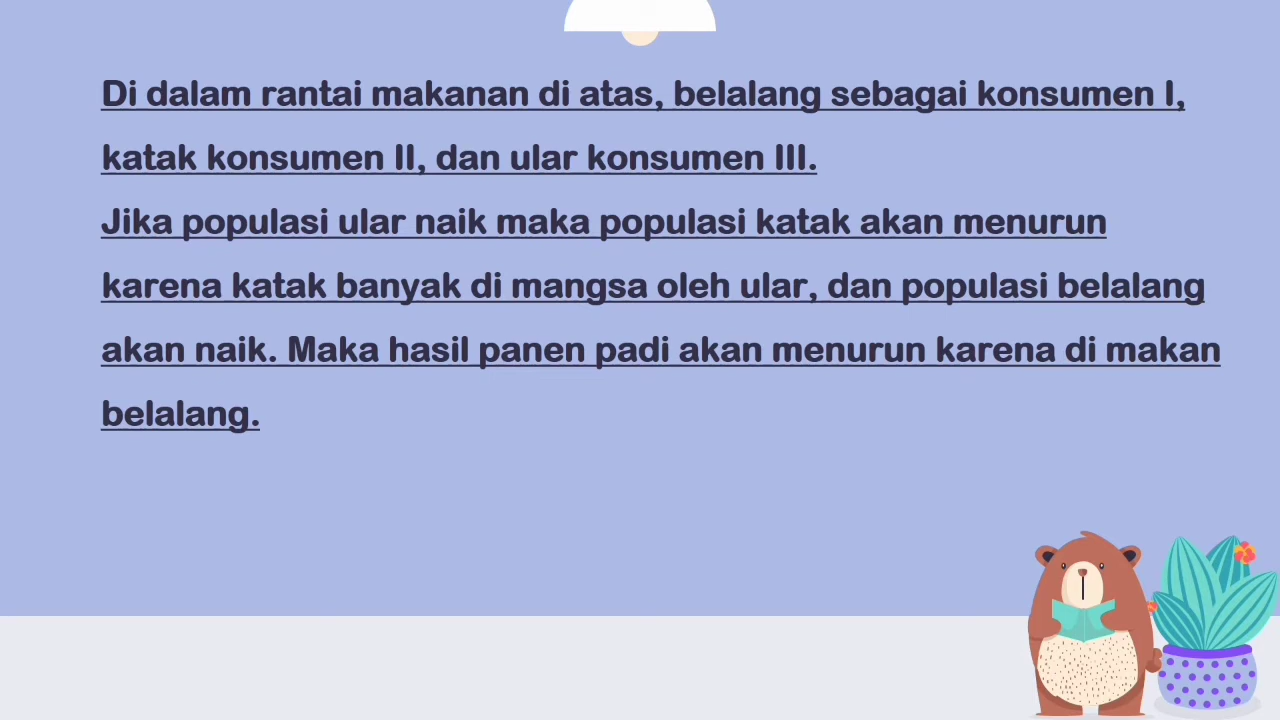 Di dalam rantai makanan di atas, belalang sebagai konsumen I,
katak konsumen II, dan ular konsumen III.
Jika populasi ular naik maka populasi katak akan menurun
karena katak banyak di mangsa oleh ular, dan populasi belalang
akan naik. Maka hasil panen padi akan menurun karena di makan
belalang.